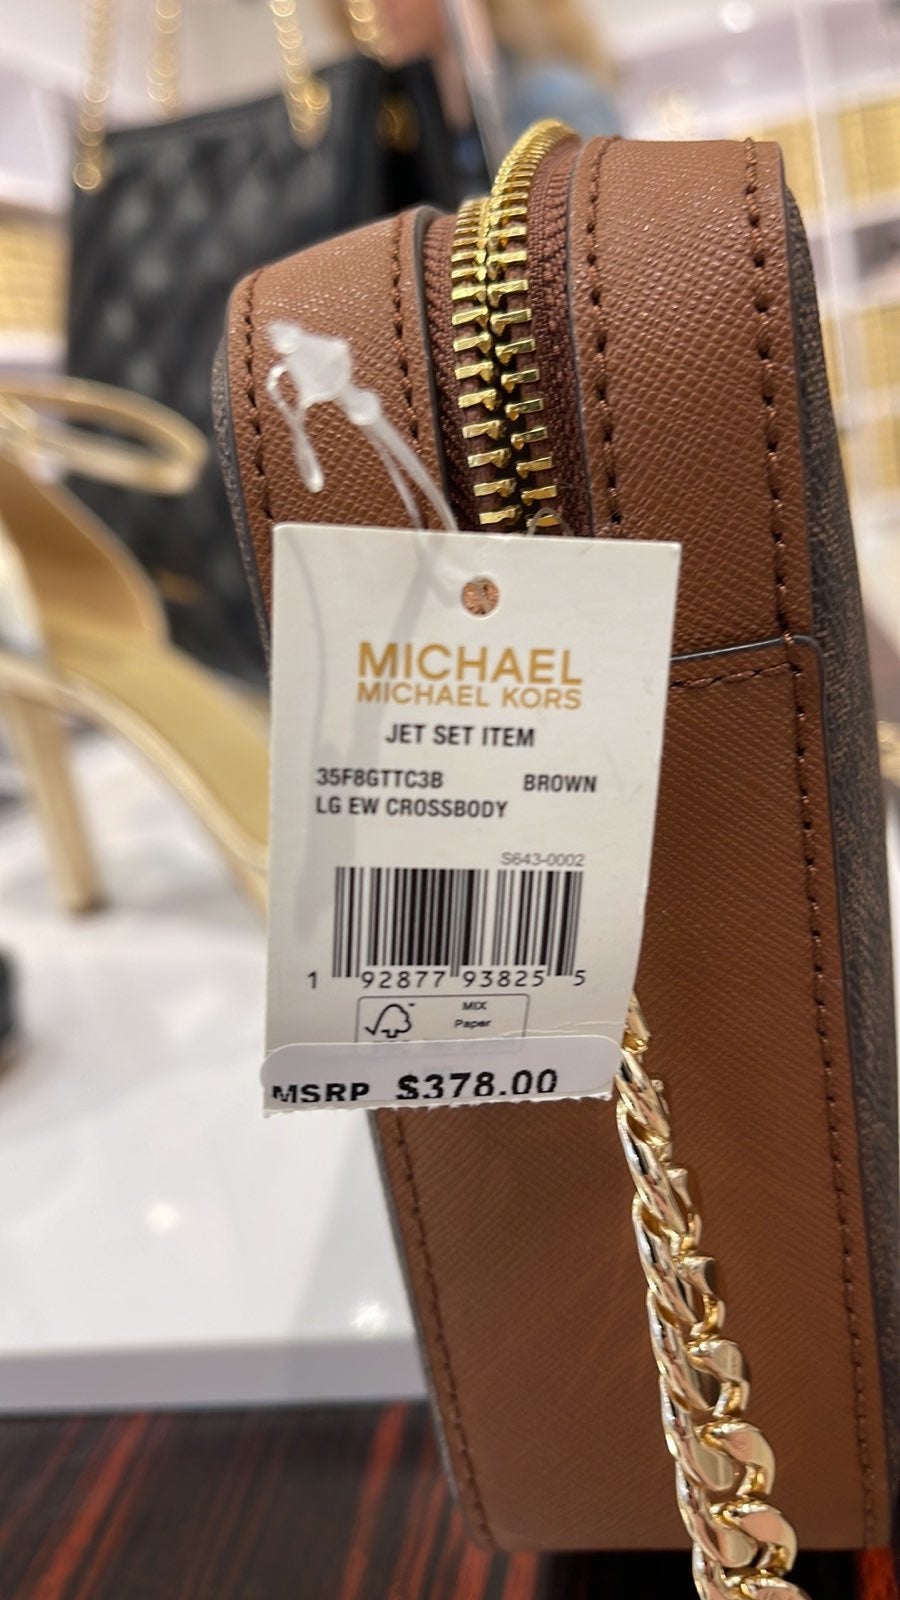 MICHAEL
MICHAEL KORS
JET SET ITEM
35F8GTTC3B BROWN
LG EW CROSSBODY
S643-0002
1 92877 93825 5
MIX
Paper
MSRP $378.00